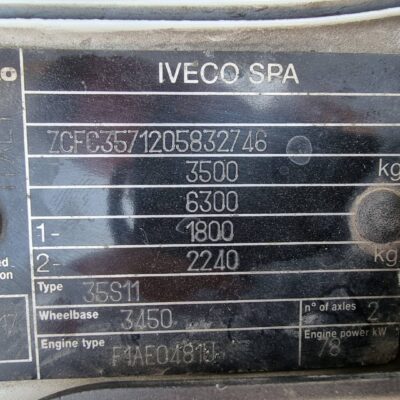 IVECO SPA
ZCFC3571205832746
3500 kg
6300
1- 1800
2- 2240 kg
Type 35S11
Wheelbase 3450 n° of axles 2
Engine type F1AE0481U Engine power kW 78